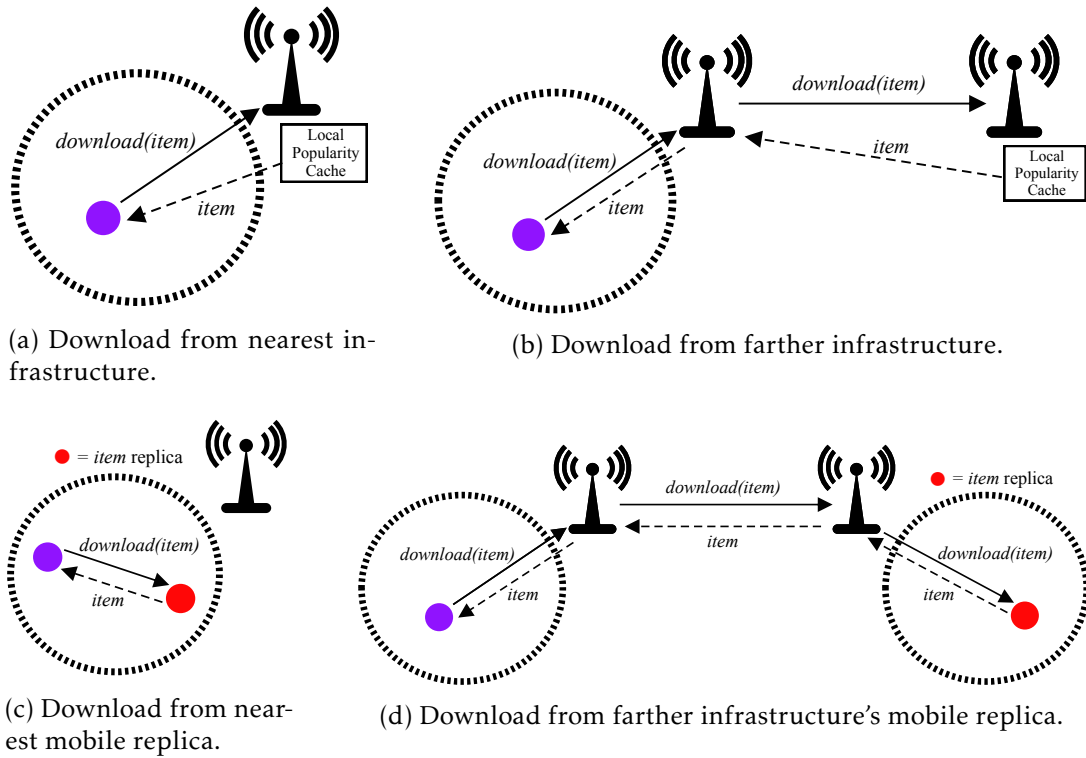 download(item)
Local
Popularity
Cache
item
(a) Download from nearest in-
frastructure.
download(item)
download(item)
item
item
Local
Popularity
Cache
(b) Download from farther infrastructure.
= item replica
download(item)
item
(c) Download from near-
est mobile replica.
= item replica
download(item)
item
download(item)
item
download(item)
item
(d) Download from farther infrastructure's mobile replica.